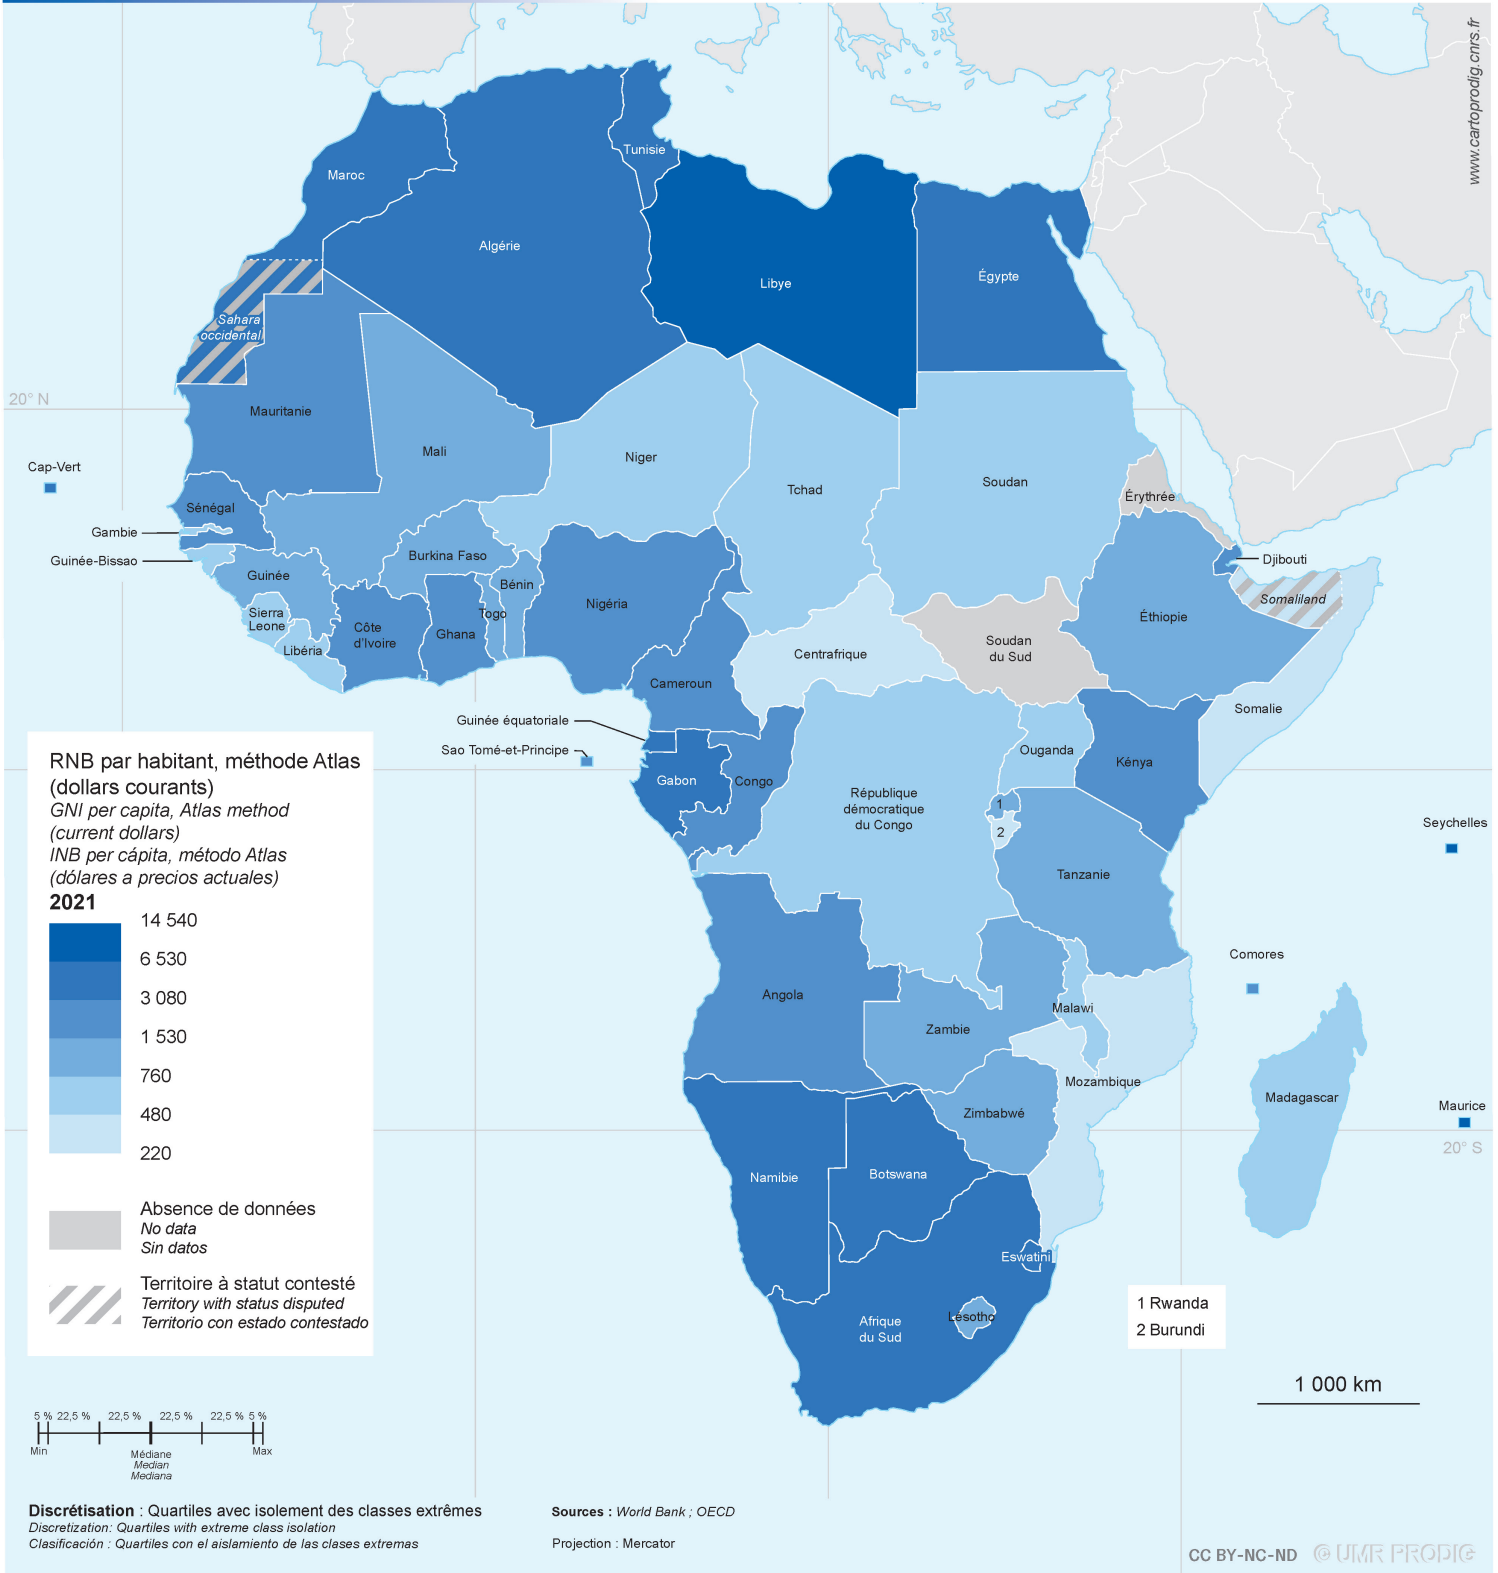 www.cartoprodig.cnrs.fr
Tunisie
Maroc
Algérie
Libye
Égypte
Sahara
occidental
20° N
Mauritanie
Mali
Niger
Tchad
Soudan
Érythrée
Cap-Vert
Sénégal
Gambie
Guinée-Bissao
Guinée
Burkina Faso
Bénin
Togo
Sierra
Leone
Libéria
Côte
d'Ivoire
Ghana
Nigéria
Djibouti
Somaliland
Éthiopie
Soudan
du Sud
Centrafrique
Cameroun
Somalie
Guinée équatoriale
Sao Tomé-et-Principe
Gabon
Congo
Ouganda
Kénya
République
démocratique
du Congo
1
2
Seychelles
Tanzanie
Comores
Angola
Zambie
Malawi
Mozambique
Madagascar
Maurice
20° S
Zimbabwé
Namibie
Botswana
Eswatini
Lésotho
Afrique
du Sud
RNB par habitant, méthode Atlas
(dollars courants)
GNI per capita, Atlas method
(current dollars)
INB per cápita, método Atlas
(dólares a precios actuales)
2021
14 540
6 530
3 080
1 530
760
480
220
Absence de données
No data
Sin datos
Territoire à statut contesté
Territory with status disputed
Territorio con estado contestado
1 Rwanda
2 Burundi
1 000 km
5 % 22,5 % 22,5 % 22,5 % 22,5 % 5 %
Min
Médiane
Median
Mediana
Max
Discrétisation : Quartiles avec isolement des classes extrêmes
Discretization: Quartiles with extreme class isolation
Clasificación : Quartiles con el aislamiento de las clases extremas
Sources : World Bank ; OECD
Projection : Mercator
CC BY-NC-ND © UMR PRODIG